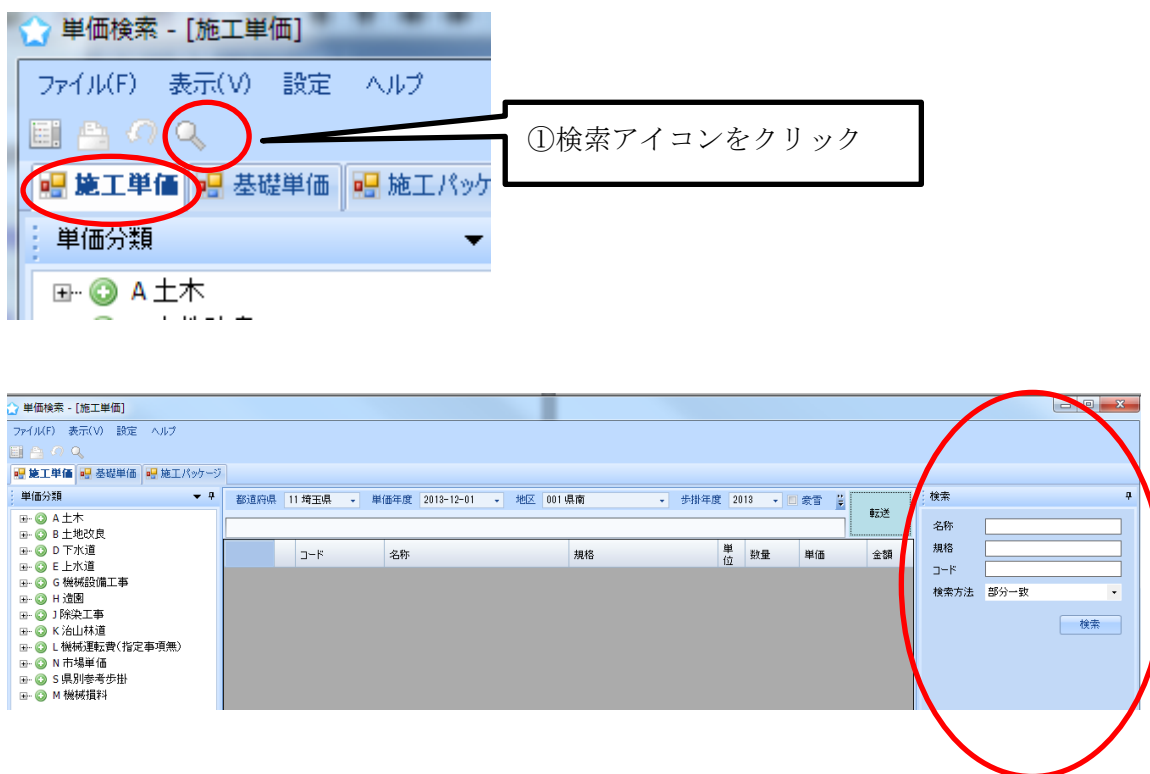 単価検索 - [施工単価]
ファイル(F) 表示(V) 設定 ヘルプ
①検索アイコンをクリック
施工単価 基礎単価 施工パッケ
単価分類
A 土木
単価検索 - [施工単価]
ファイル(F) 表示(V) 設定 ヘルプ
施工単価 基礎単価 施工パッケージ
単価分類
A 土木
B 土地改良
D 下水道
E 上水道
G 機械設備工事
H 造園
J 除染工事
K 治山林道
L 機械運転費(指定事項無)
N 市場単価
S 県別参考歩掛
M 機械損料
都道府県 11 埼玉県 単価年度 2013-12-01 地区 001 県南 歩掛年度 2013 豪雪
転送
コード 名称 規格 単位 数量 単価 金額
検索
名称
規格
コード
検索方法 部分一致
検索